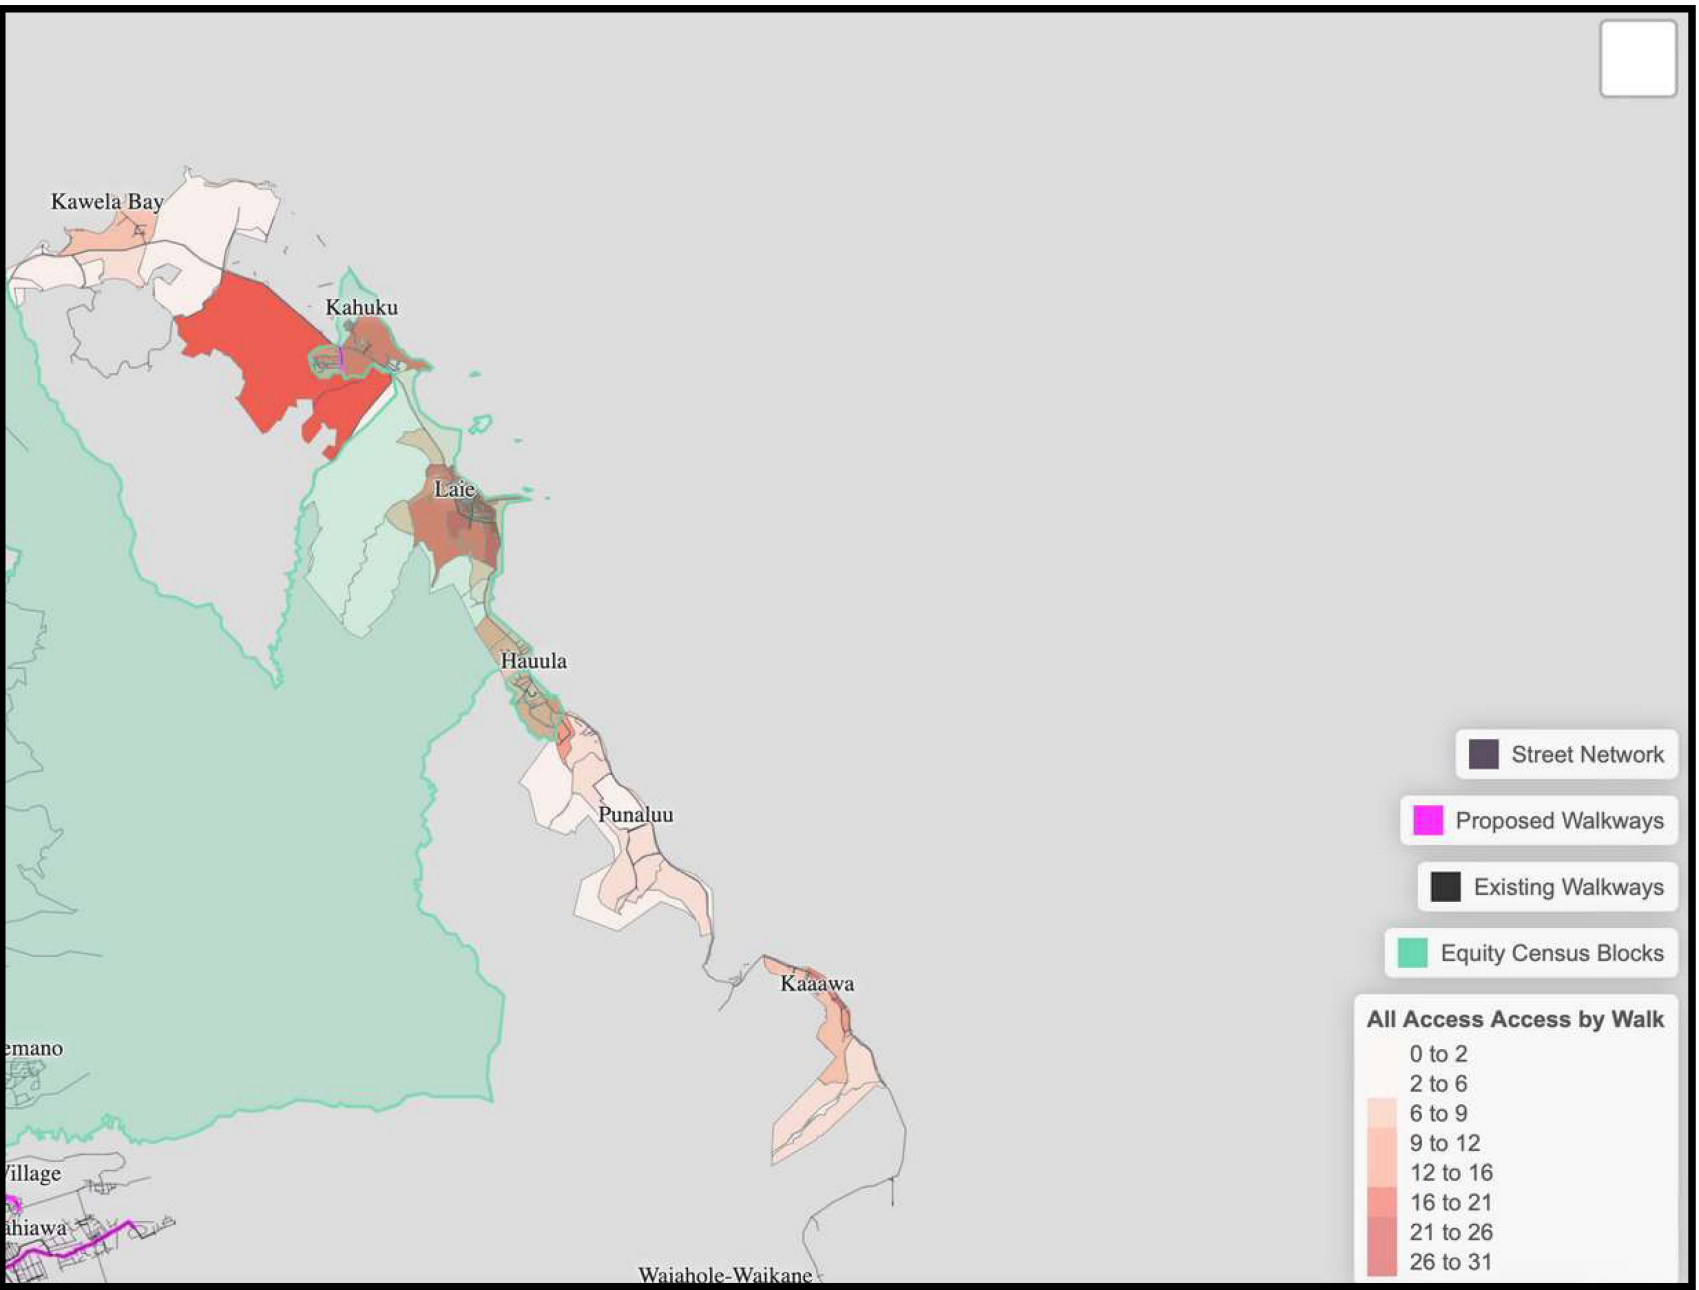 Kawela Bay
Kahuku
Laie
Hauula
Punaluu
Kaaawa
emano
Village
ahiawa
Waiahole-Waikane
Street Network
Proposed Walkways
Existing Walkways
Equity Census Blocks
All Access Access by Walk
0 to 2
2 to 6
6 to 9
9 to 12
12 to 16
16 to 21
21 to 26
26 to 31